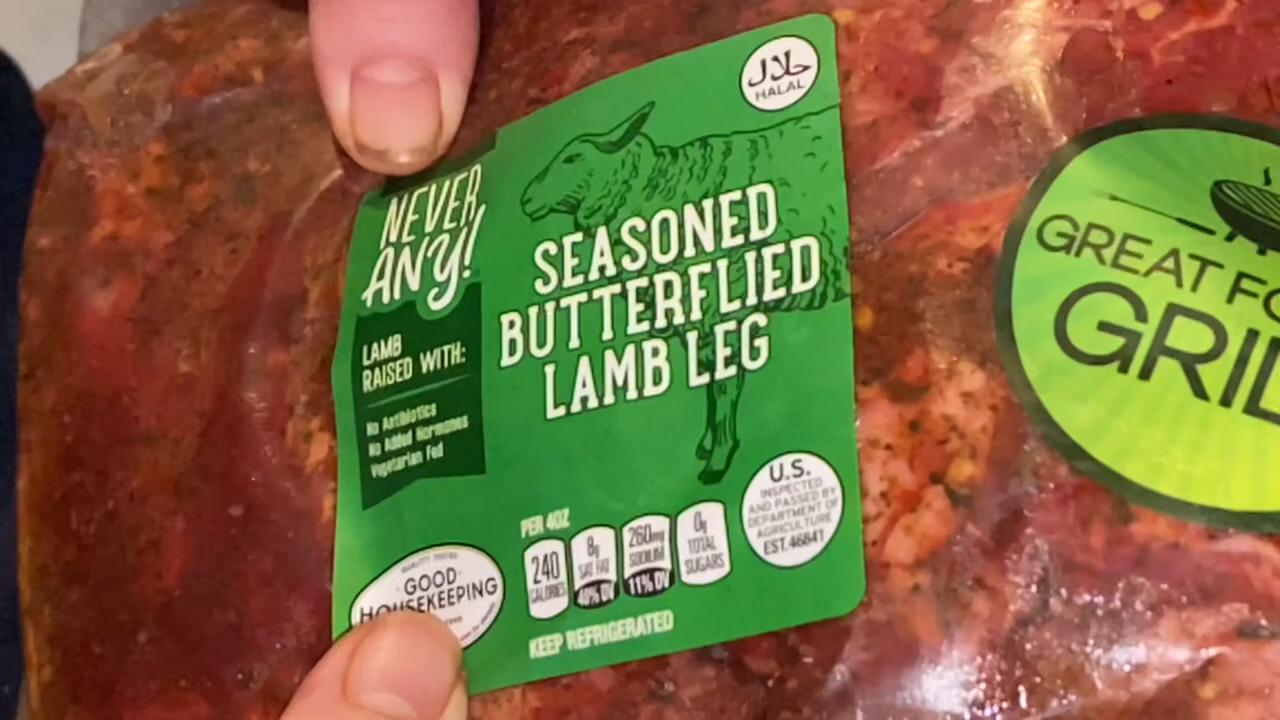 حلال
HALAL
NEVER
ANY!
SEASONED
BUTTERFLIED
LAMB LEG
LAMB
RAISED WITH:
No Antibiotics
No Added Hormones
Vegetarian Fed
GREAT
GRI
U.S.
INSPECTED
AND PASSED BY
DEPARTMENT OF
AGRICULTURE
EST.46841
PER 4OZ
240
CALORIES
8g
SAT FAT
40% DV
260mg
SODIUM
11% DV
0g
TOTAL
SUGARS
GOOD
HOUSEKEEPING
KEEP REFRIGERATED